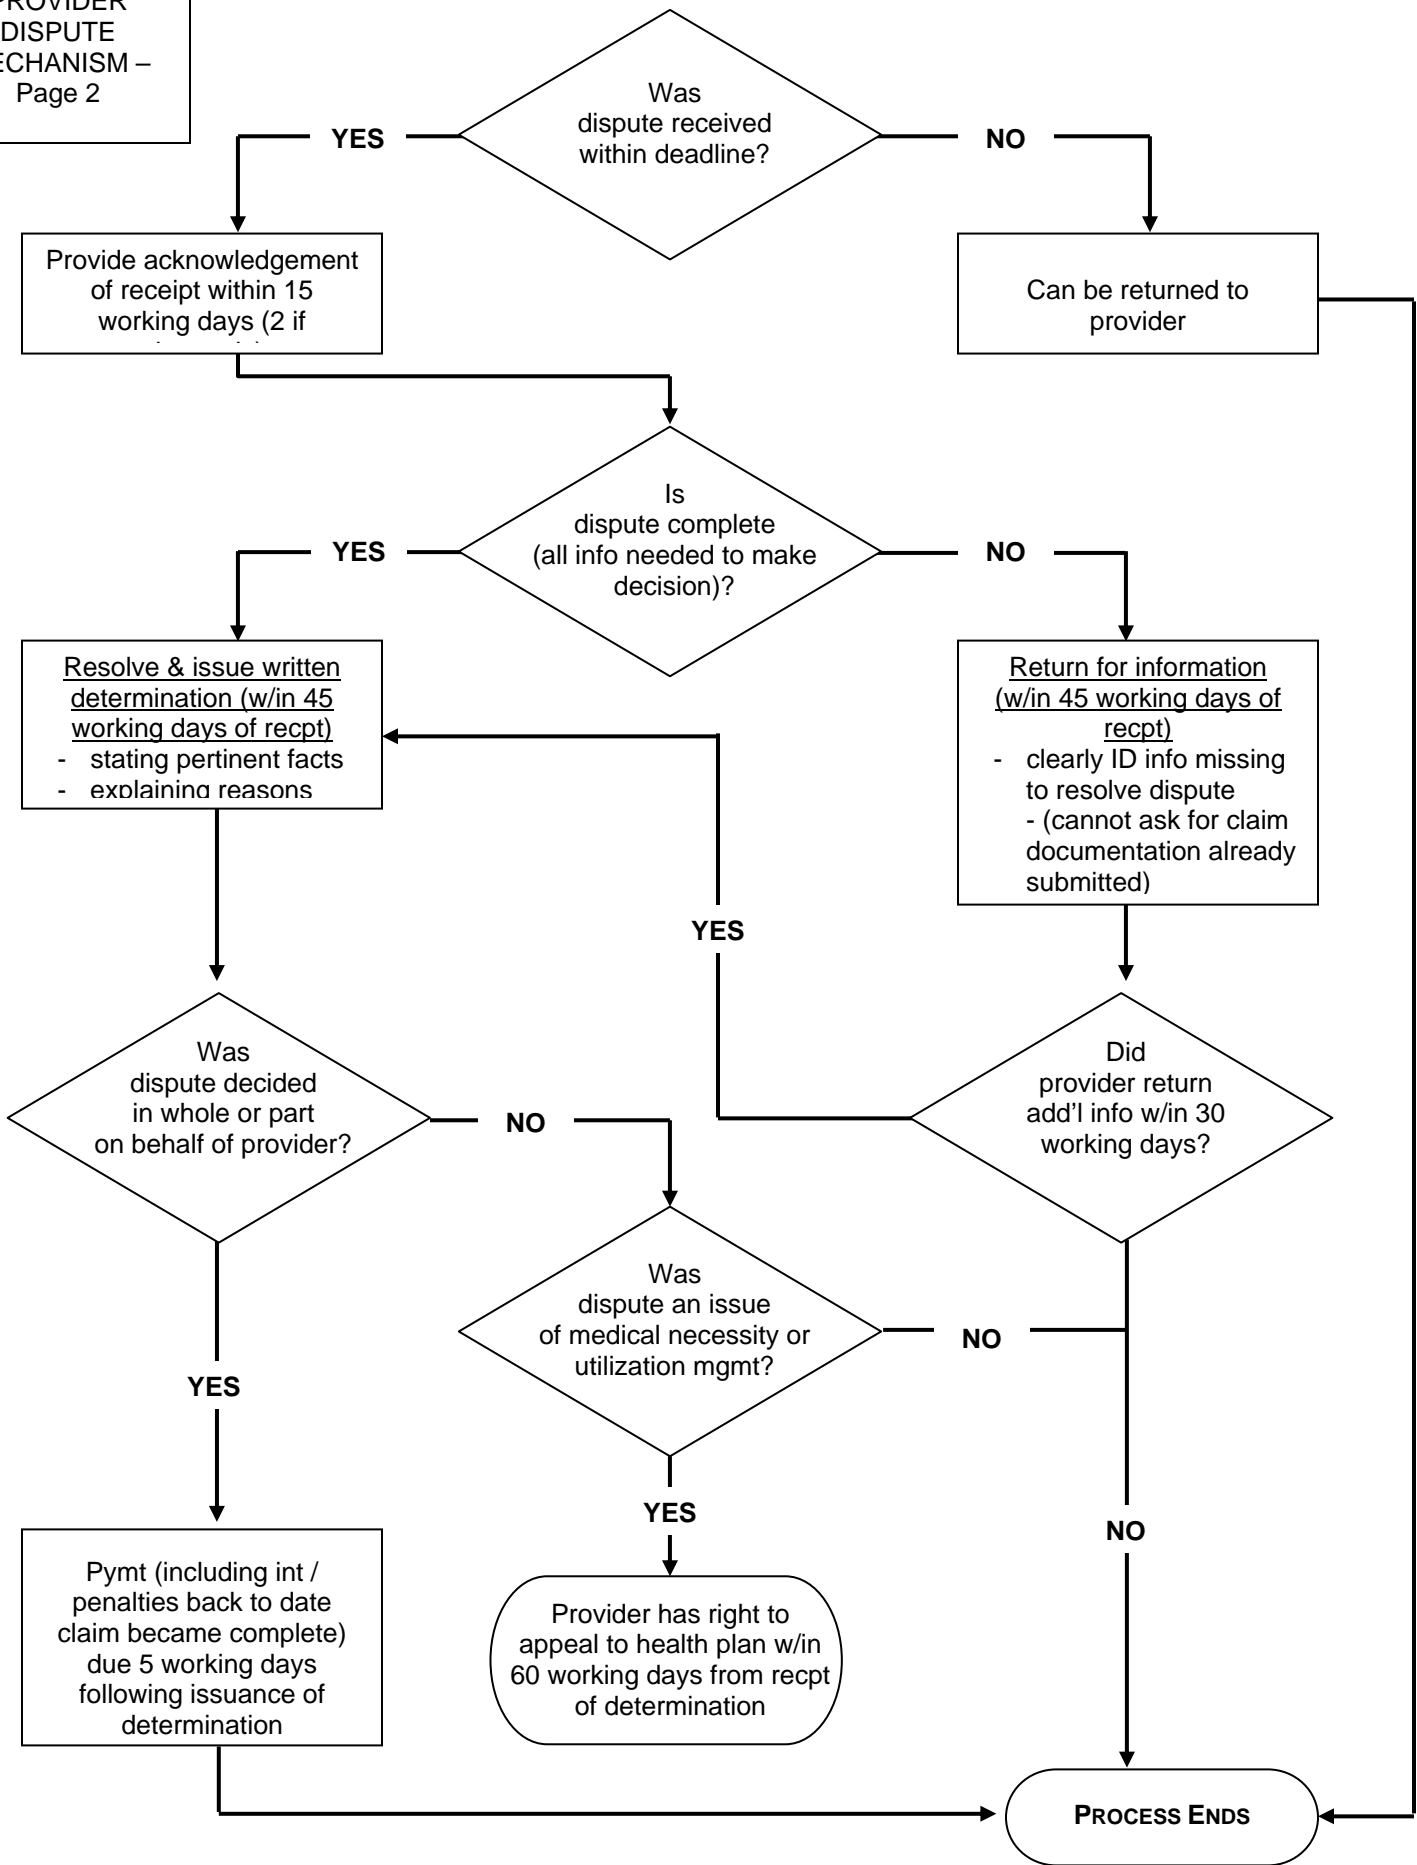 PROVIDER
DISPUTE
MECHANISM –
Page 2
Was
dispute received
within deadline?
YES
NO
Provide acknowledgement
of receipt within 15
working days (2 if
Can be returned to
provider
Is
dispute complete
(all info needed to make
decision)?
YES
NO
Resolve & issue written
determination (w/in 45
working days of recpt)
- stating pertinent facts
- explaining reasons
Return for information
(w/in 45 working days of
recpt)
- clearly ID info missing
to resolve dispute
- (cannot ask for claim
documentation already
submitted)
YES
Was
dispute decided
in whole or part
on behalf of provider?
NO
Did
provider return
add’l info w/in 30
working days?
Was
dispute an issue
of medical necessity or
utilization mgmt?
NO
YES
YES
NO
Pymt (including int /
penalties back to date
claim became complete)
due 5 working days
following issuance of
determination
Provider has right to
appeal to health plan w/in
60 working days from recpt
of determination
PROCESS ENDS